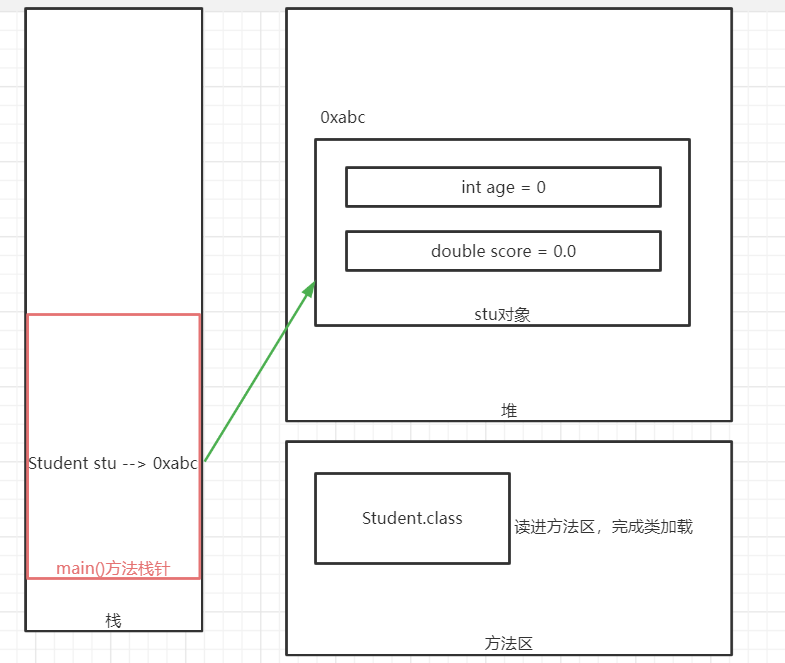 0xabc
int age = 0
double score = 0.0
stu对象
堆
Student stu --> 0xabc
main()方法栈针
栈
Student.class
读进方法区，完成类加载
方法区